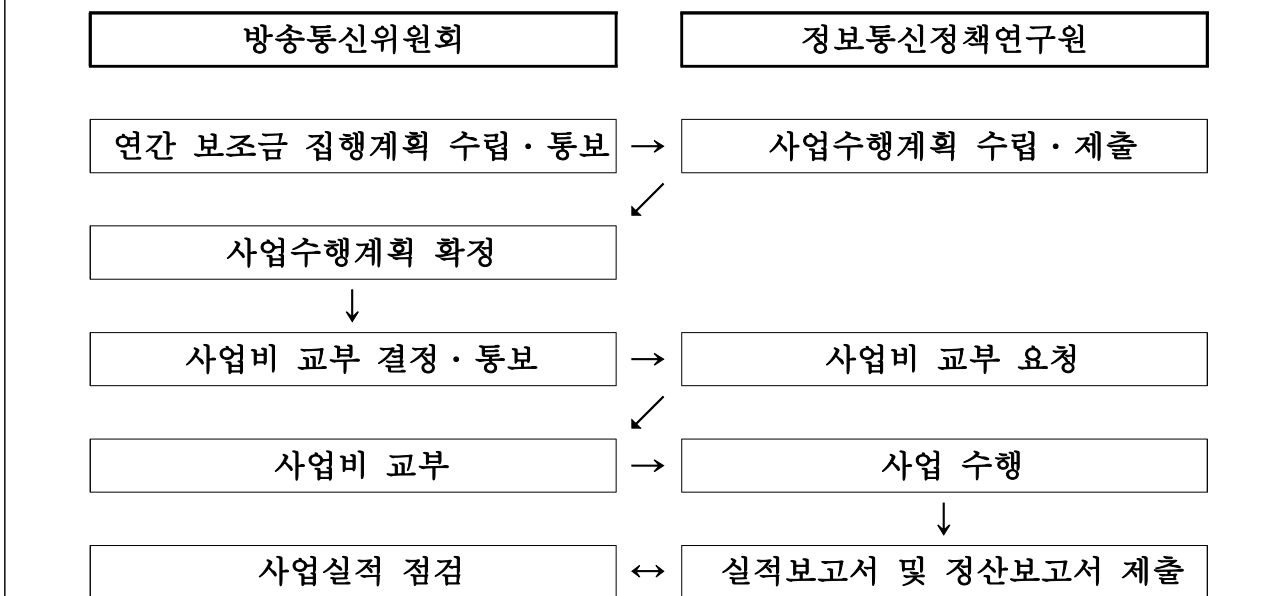 방송통신위원회 정보통신정책연구원
연간 보조금 집행계획 수립·통보 → 사업수행계획 수립·제출
↙
사업수행계획 확정
↓
사업비 교부 결정·통보 → 사업비 교부 요청
↙
사업비 교부 → 사업 수행
↓
사업실적 점검 ↔ 실적보고서 및 정산보고서 제출